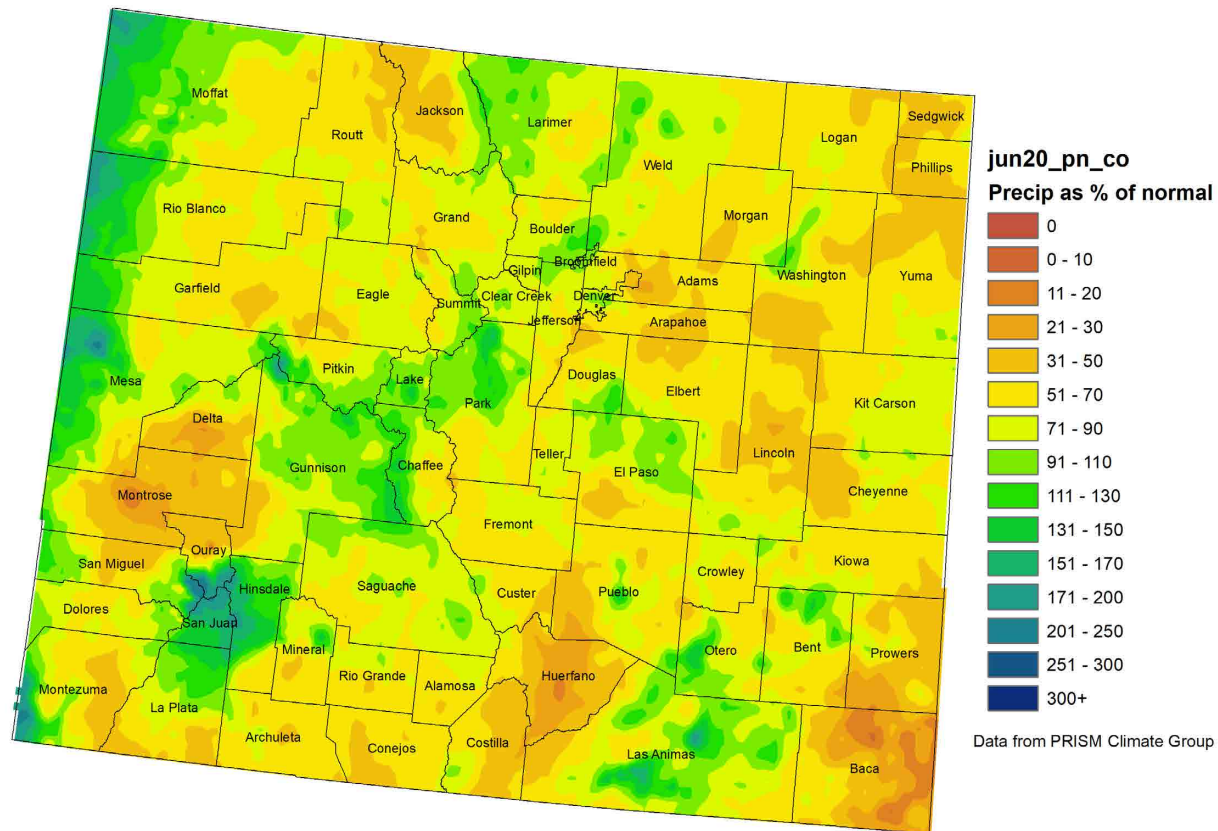 Moffat
Routt
Jackson
Larimer
Weld
Logan
Sedgwick
Phillips
Rio Blanco
Grand
Boulder
Morgan
Broomfield
Gilpin
Washington
Yuma
Garfield
Eagle
Summit
Clear Creek
Denver
Adams
Jefferson
Arapahoe
Mesa
Pitkin
Lake
Park
Douglas
Elbert
Kit Carson
Delta
Gunnison
Chaffee
Teller
El Paso
Lincoln
Montrose
Cheyenne
Fremont
Ouray
San Miguel
Hinsdale
Saguache
Custer
Pueblo
Crowley
Kiowa
Dolores
San Juan
Mineral
Otero
Bent
Prowers
Montezuma
La Plata
Rio Grande
Alamosa
Huerfano
Archuleta
Conejos
Costilla
Las Animas
Baca
jun20_pn_co
Precip as % of normal
0
0 - 10
11 - 20
21 - 30
31 - 50
51 - 70
71 - 90
91 - 110
111 - 130
131 - 150
151 - 170
171 - 200
201 - 250
251 - 300
300+
Data from PRISM Climate Group